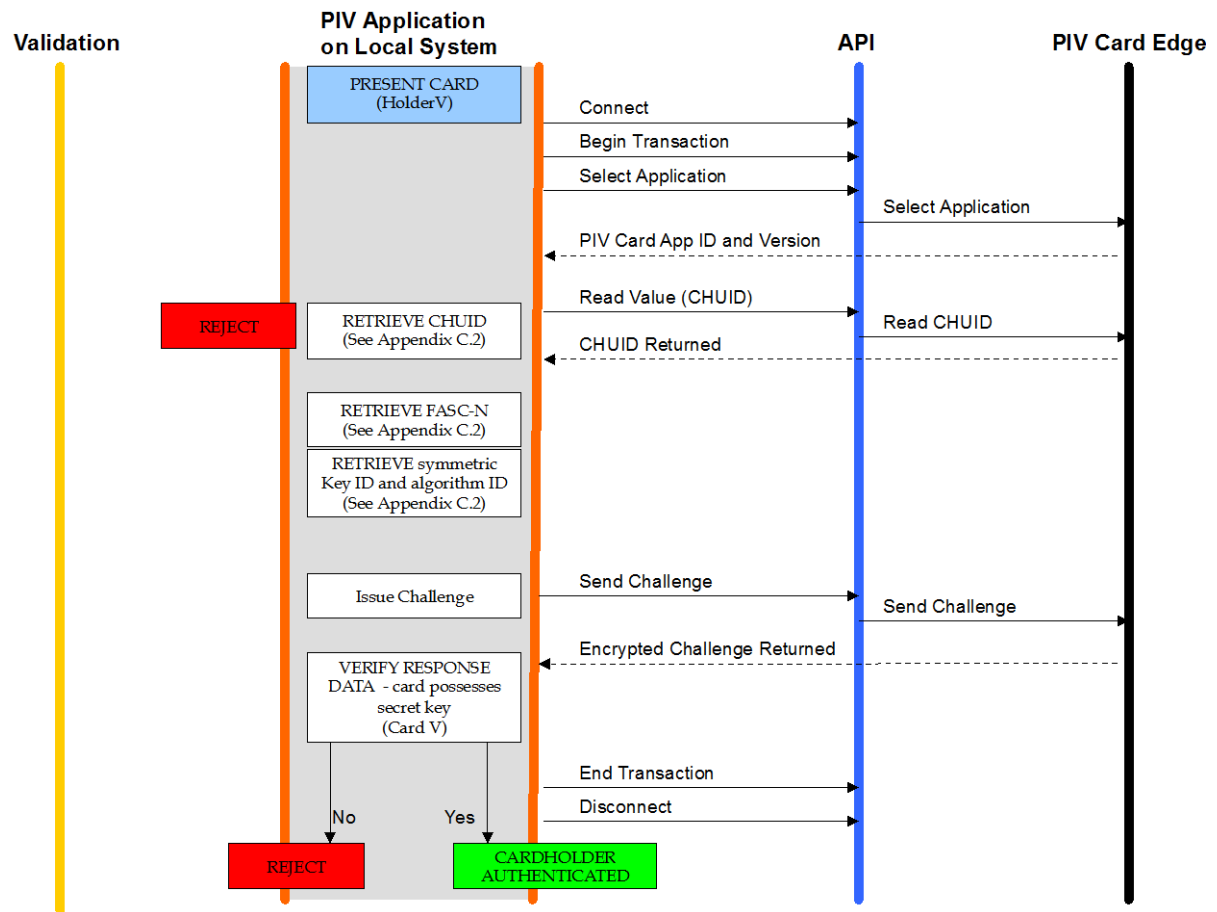 Validation
PIV Application
on Local System
API
PIV Card Edge
PRESENT CARD
(HolderV)
Connect
Begin Transaction
Select Application
Select Application
PIV Card App ID and Version
REJECT
RETRIEVE CHUID
(See Appendix C.2)
Read Value (CHUID)
Read CHUID
CHUID Returned
RETRIEVE FASC-N
(See Appendix C.2)
RETRIEVE symmetric
Key ID and algorithm ID
(See Appendix C.2)
Issue Challenge
Send Challenge
Send Challenge
Encrypted Challenge Returned
VERIFY RESPONSE
DATA - card possesses
secret key
(Card V)
End Transaction
Disconnect
No
Yes
REJECT
CARDHOLDER
AUTHENTICATED